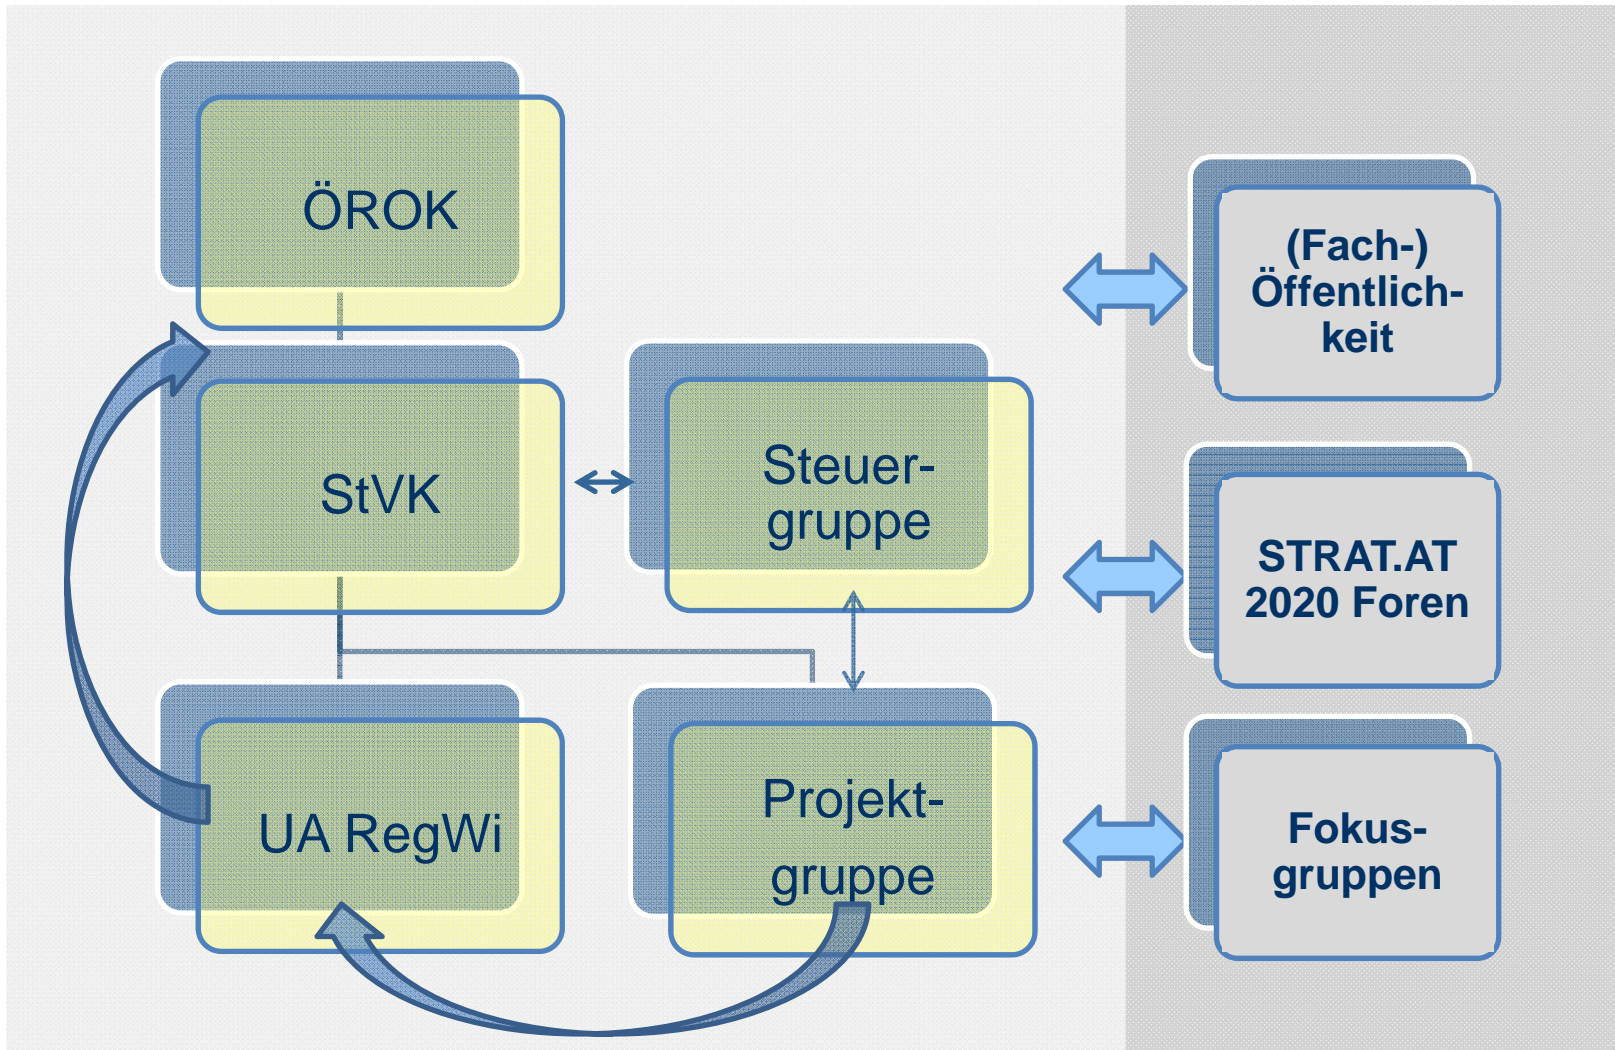 ÖROK
StVK
Steuer-
gruppe
UA RegWi
Projekt-
gruppe
(Fach-)
Öffentlich-
keit
STRAT.AT
2020 Foren
Fokus-
gruppen